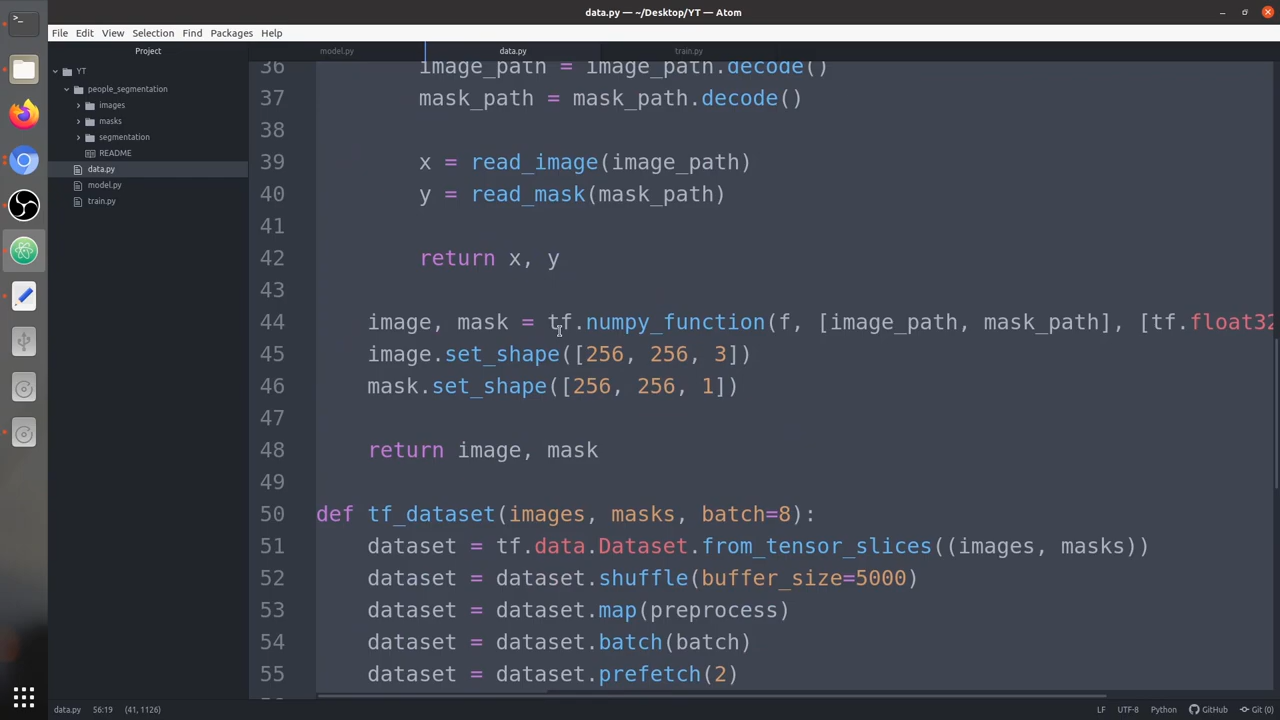 data.py — ~/Desktop/YT — Atom
File Edit View Selection Find Packages Help
Project
model.py
data.py
train.py
YT
people_segmentation
images
masks
segmentation
README
data.py
model.py
train.py
36 image_path = image_path.decode()
37 mask_path = mask_path.decode()
38
39 x = read_image(image_path)
40 y = read_mask(mask_path)
41
42 return x, y
43
44 image, mask = tf.numpy_function(f, [image_path, mask_path], [tf.float32
45 image.set_shape([256, 256, 3])
46 mask.set_shape([256, 256, 1])
47
48 return image, mask
49
50 def tf_dataset(images, masks, batch=8):
51 dataset = tf.data.Dataset.from_tensor_slices((images, masks))
52 dataset = dataset.shuffle(buffer_size=5000)
53 dataset = dataset.map(preprocess)
54 dataset = dataset.batch(batch)
55 dataset = dataset.prefetch(2)
data.py 56:19 (41, 1126) LF UTF-8 Python GitHub Git (0)